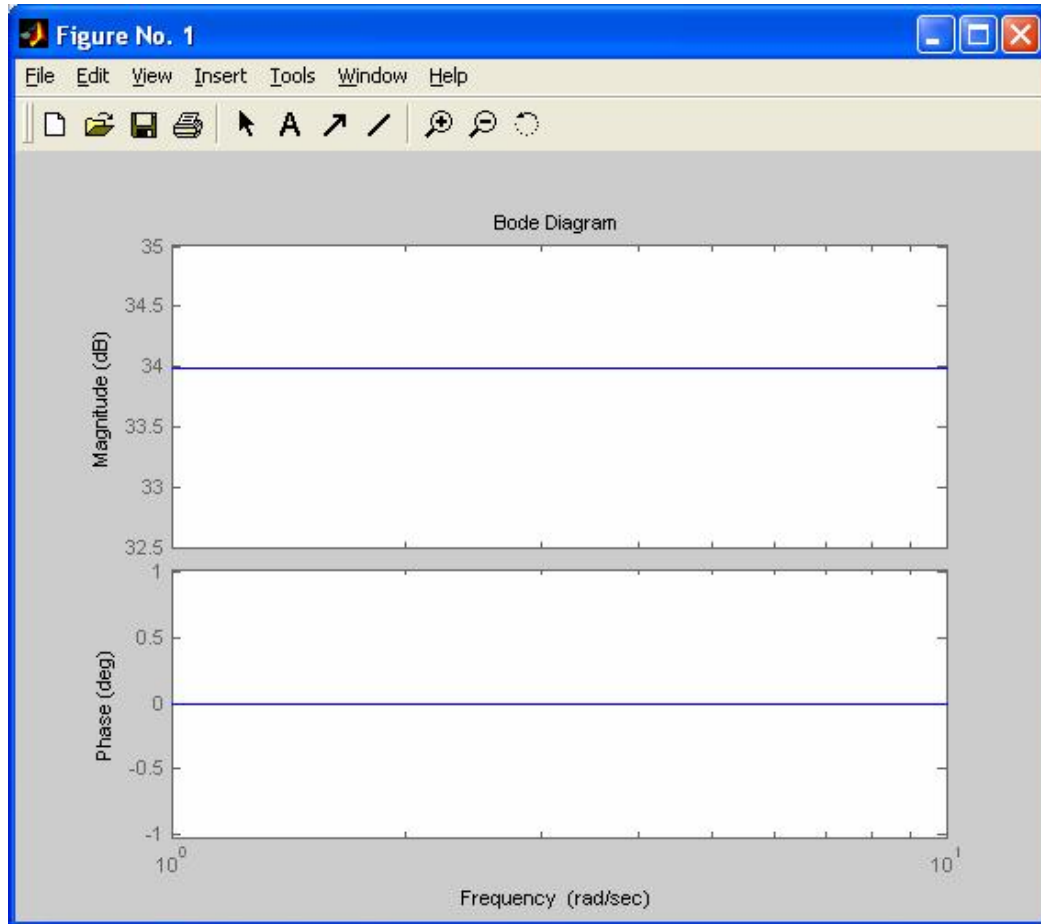 Figure No. 1
File Edit View Insert Tools Window Help
A
Bode Diagram
Magnitude (dB)
35
34.5
34
33.5
33
32.5
Phase (deg)
1
0.5
0
-0.5
-1
10^0 10^1
Frequency (rad/sec)